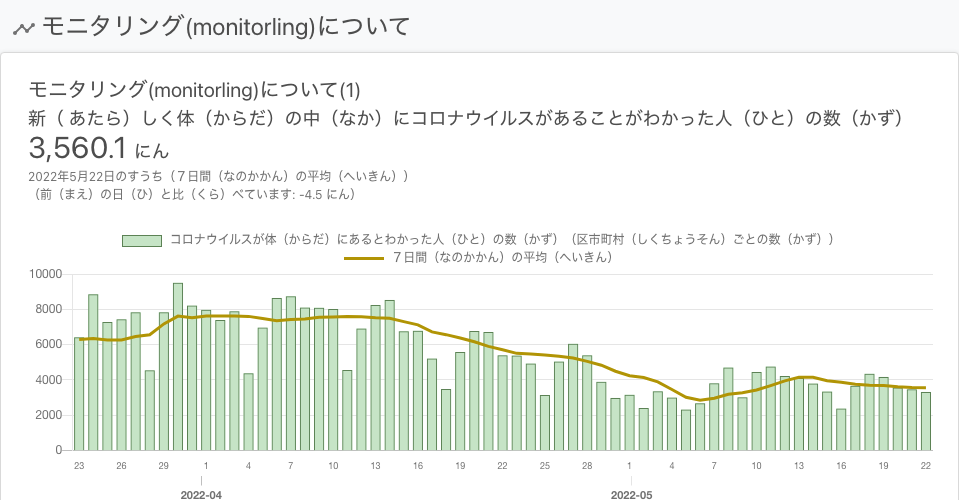 モニタリング(monitorling)について
モニタリング(monitorling)について(1)
新（ あたら）しく体（からだ）の中（なか）にコロナウイルスがあることがわかった人（ひと）の数（かず）
3,560.1 にん
2022年5月22日のすうち（７日間（なのかかん）の平均（へいきん））
（前（まえ）の日（ひ）と比（くら）べています: -4.5 にん）
コロナウイルスが体（からだ）にあるとわかった人（ひと）の数（かず）（区市町村（しくちょうそん）ごとの数（かず））
７日間（なのかかん）の平均（へいきん）
10000
8000
6000
4000
2000
0
23 26 29 1 4 7 10 13 16 19 22 25 28 1 4 7 10 13 16 19 22
2022-04 2022-05